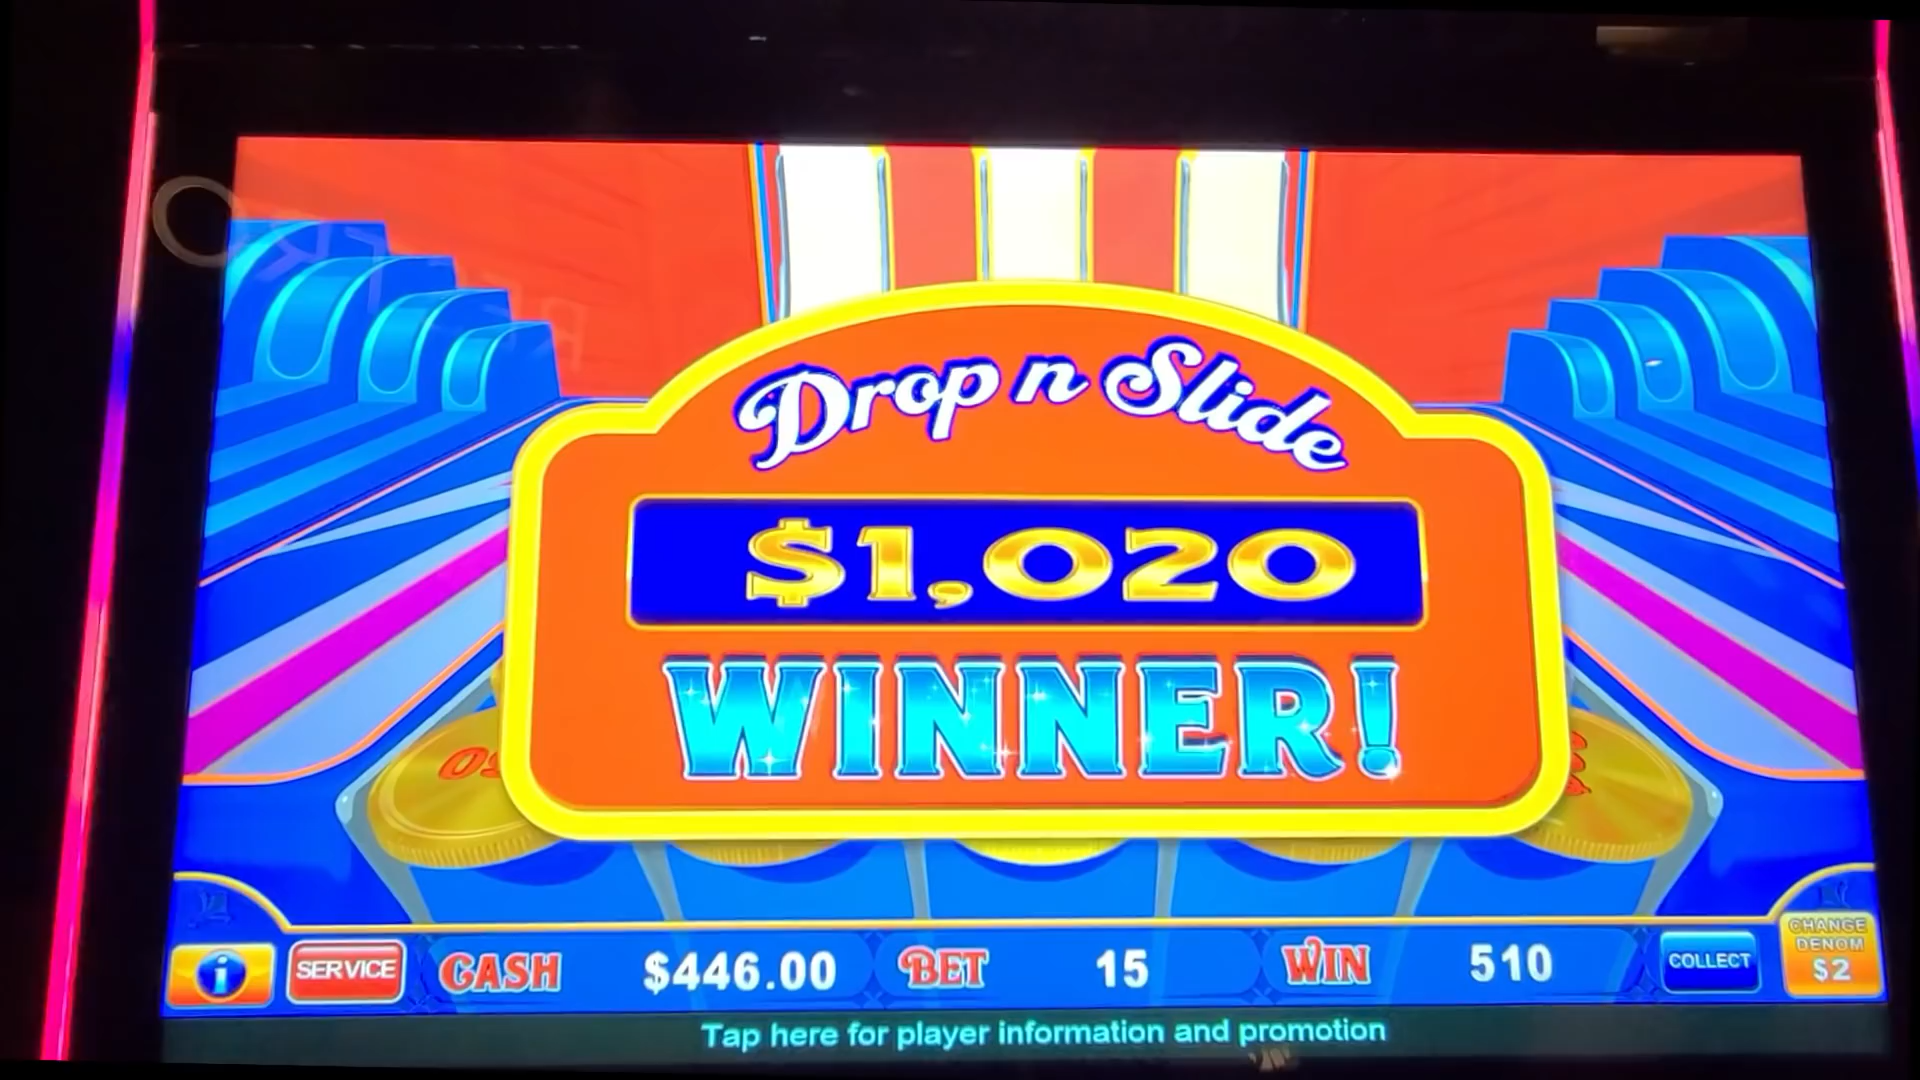 Drop n Slide
$1,020
WINNER!
SERVICE
CASH $446.00 BET 15 WIN 510
COLLECT
CHANGE
DENOM
$2
Tap here for player information and promotion